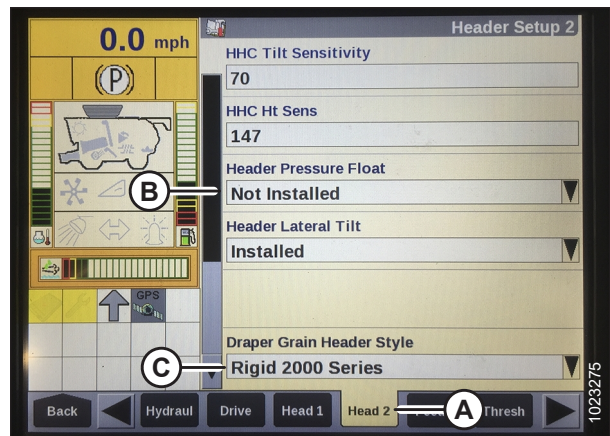 0.0 mph
(P)
GPS
Header Setup 2
HHC Tilt Sensitivity
70
HHC Ht Sens
147
Header Pressure Float
B
Not Installed
Header Lateral Tilt
Installed
Draper Grain Header Style
C
Rigid 2000 Series
Back
Hydraul
Drive
Head 1
Head 2
A
Thresh
1023275